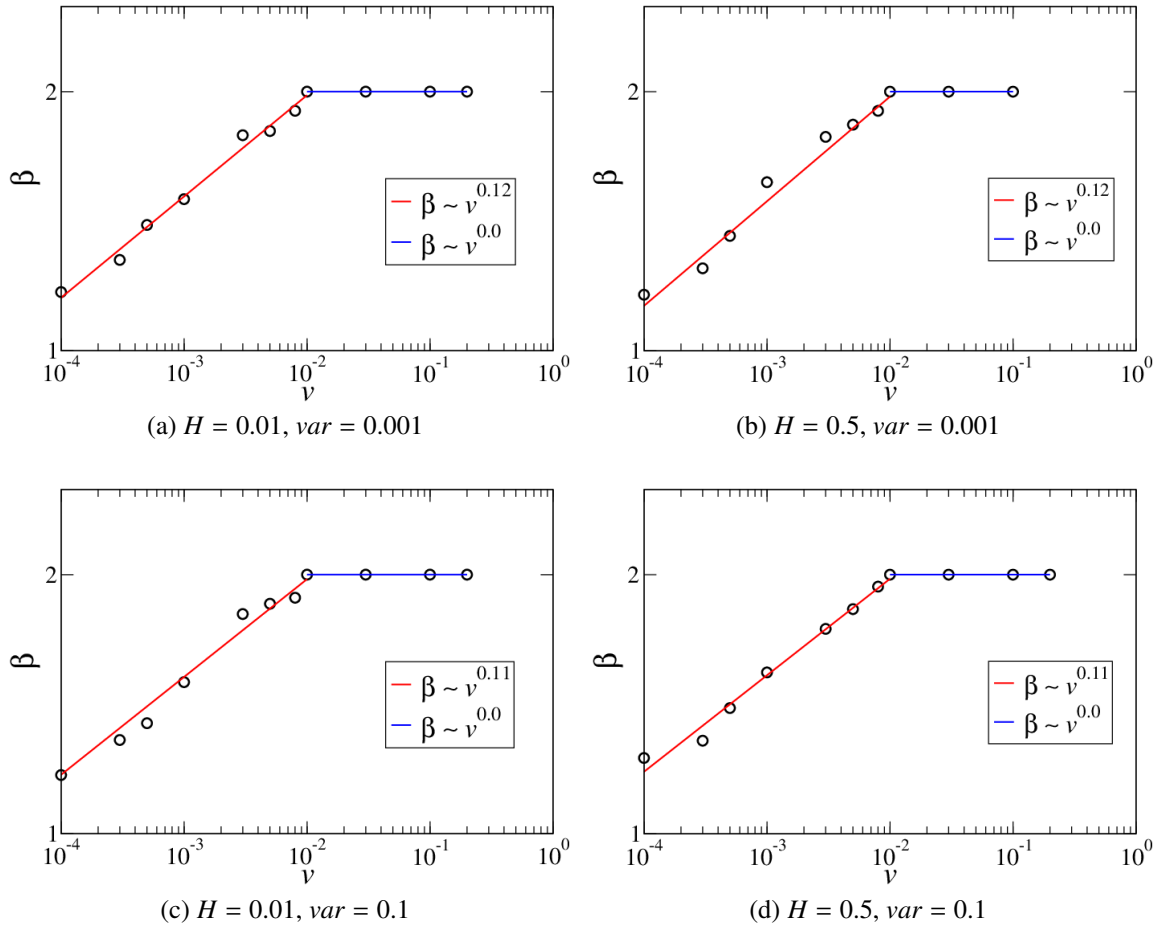 2
β
1
β ~ v^0.12
β ~ v^0.0
10^-4 10^-3 10^-2 10^-1 10^0
v
(a) H = 0.01, var = 0.001
2
β
1
β ~ v^0.12
β ~ v^0.0
10^-4 10^-3 10^-2 10^-1 10^0
v
(b) H = 0.5, var = 0.001
2
β
1
β ~ v^0.11
β ~ v^0.0
10^-4 10^-3 10^-2 10^-1 10^0
v
(c) H = 0.01, var = 0.1
2
β
1
β ~ v^0.11
β ~ v^0.0
10^-4 10^-3 10^-2 10^-1 10^0
v
(d) H = 0.5, var = 0.1